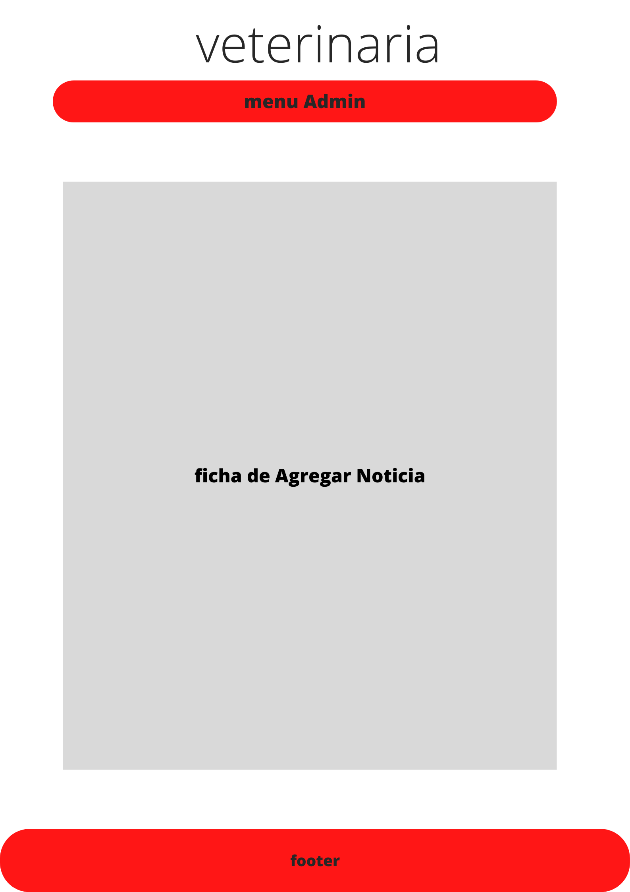 veterinaria
menu Admin
ficha de Agregar Noticia
footer